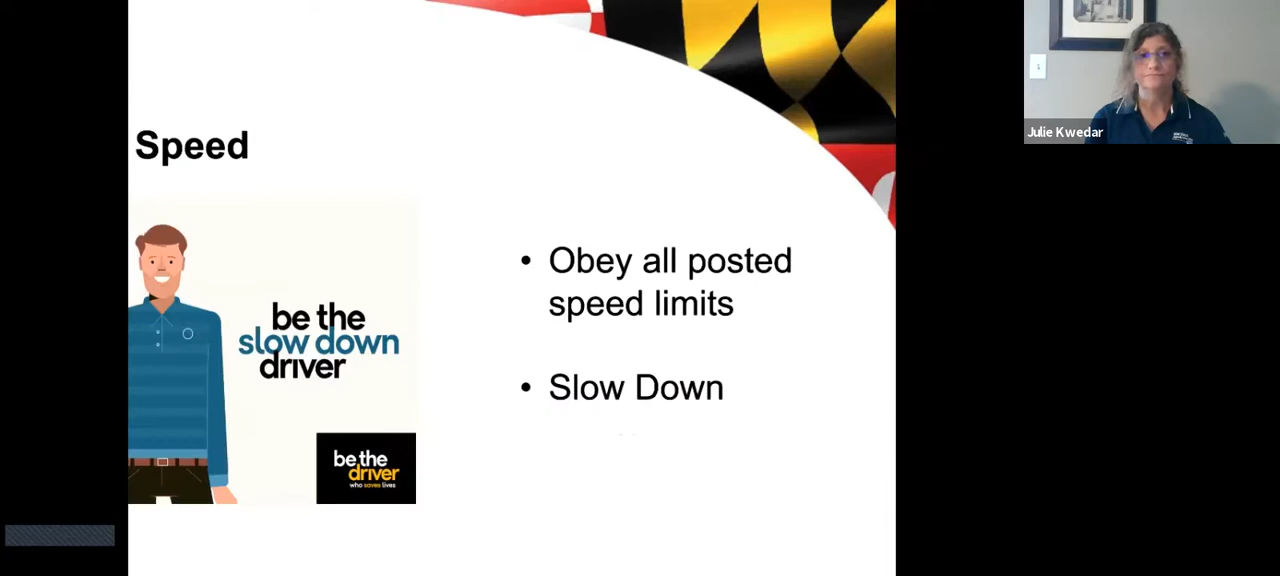 Speed
be the
slow down
driver
be the
driver
who saves lives
• Obey all posted
speed limits
• Slow Down
Julie Kwedar